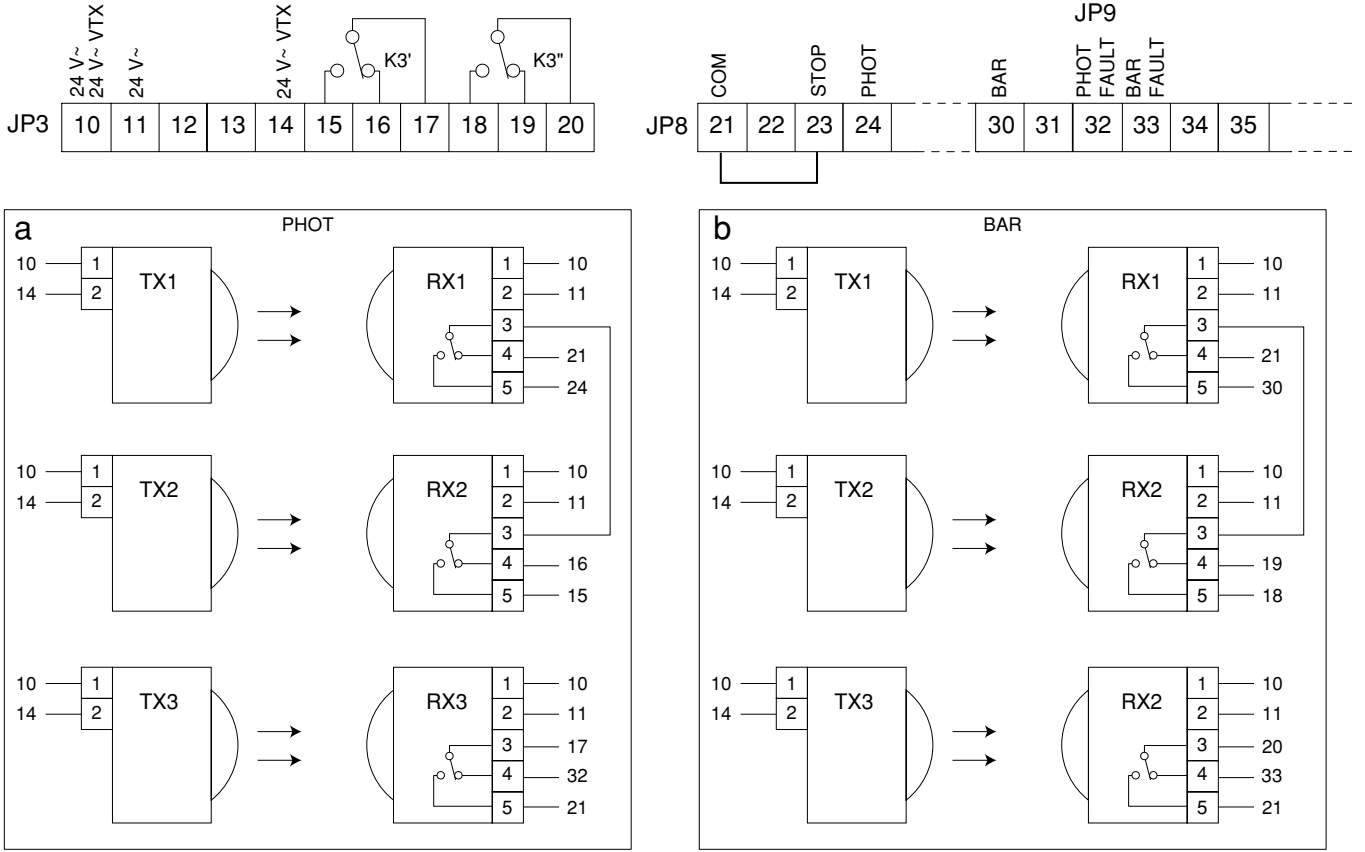 JP9
24 V~
24 V~ VTX
24 V~
24 V~ VTX
K3'
K3"
COM
STOP
PHOT
BAR
PHOT
FAULT
BAR
FAULT
JP3 10 11 12 13 14 15 16 17 18 19 20
JP8 21 22 23 24 30 31 32 33 34 35
a PHOT
10 1 TX1 RX1 1 10
14 2 2 11
3
4 21
5 24
10 1 TX2 RX2 1 10
14 2 2 11
3
4 16
5 15
10 1 TX3 RX3 1 10
14 2 2 11
3 17
4 32
5 21
b BAR
10 1 TX1 RX1 1 10
14 2 2 11
3
4 21
5 30
10 1 TX2 RX2 1 10
14 2 2 11
3
4 19
5 18
10 1 TX3 RX2 1 10
14 2 2 11
3 20
4 33
5 21